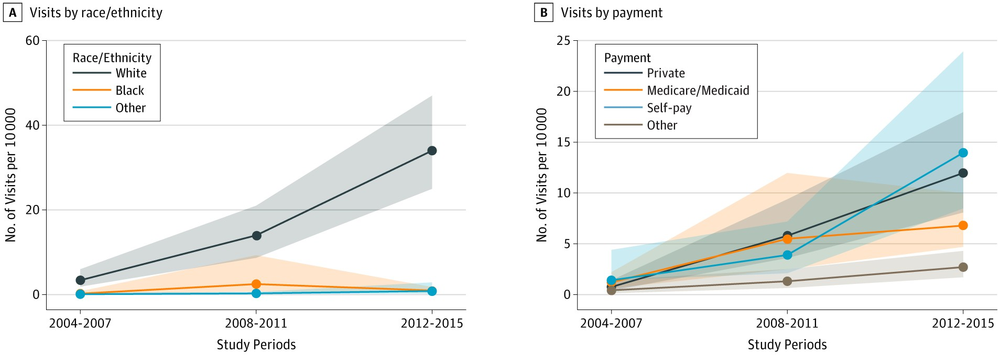 A Visits by race/ethnicity
60
40
20
0
No. of Visits per 10 000
Race/Ethnicity
White
Black
Other
2004-2007 2008-2011 2012-2015
Study Periods
B Visits by payment
25
20
15
10
5
0
No. of Visits per 10 000
Payment
Private
Medicare/Medicaid
Self-pay
Other
2004-2007 2008-2011 2012-2015
Study Periods